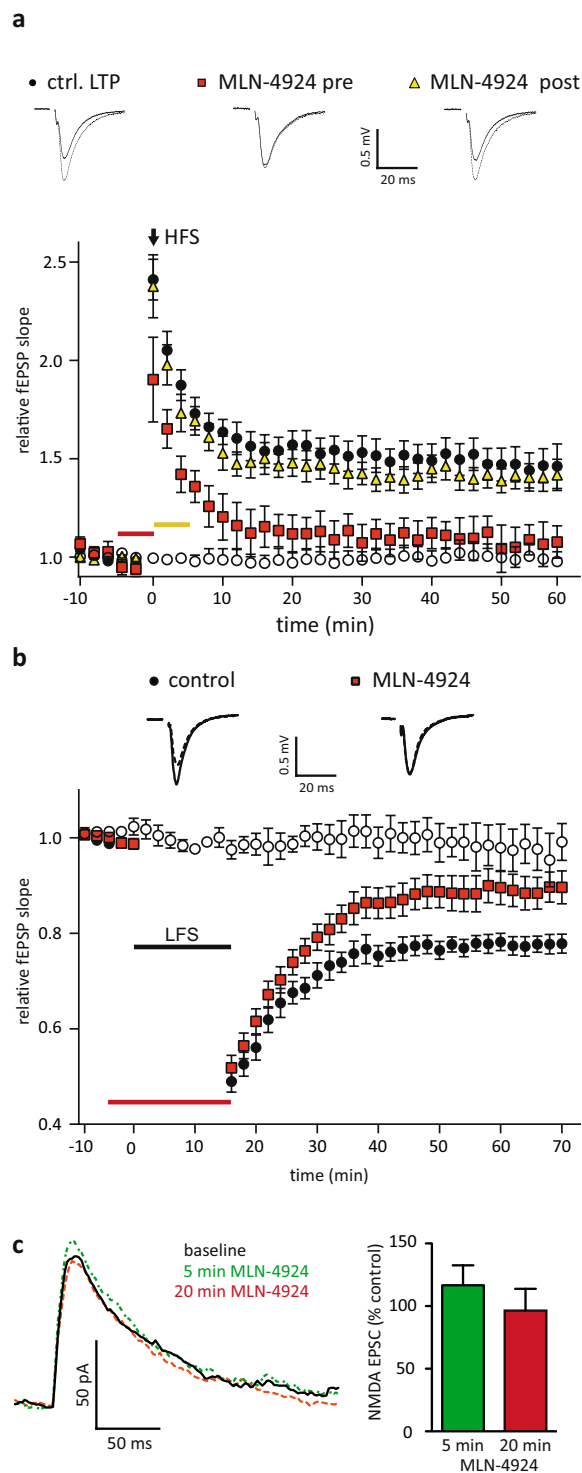 a
ctrl. LTP MLN-4924 pre MLN-4924 post
0.5 mV
20 ms
HFS
relative fEPSP slope
2.5
2.0
1.5
1.0
-10 0 10 20 30 40 50 60
time (min)
b
control MLN-4924
0.5 mV
20 ms
relative fEPSP slope
1.0
0.8
0.6
0.4
LFS
-10 0 20 30 40 50 60 70
time (min)
c
baseline
5 min MLN-4924
20 min MLN-4924
50 pA
50 ms
NMDA EPSC (% control)
150
100
50
0
5 min 20 min
MLN-4924